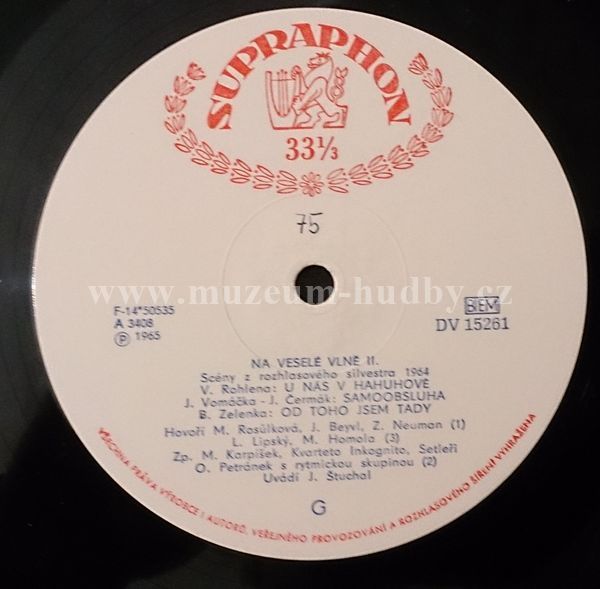 SUPRAPHON
33⅓
75
www.muzeum-hudby.cz
F-14*50535
A 3408
Ⓟ 1965
BIEM
DV 15261
NA VESELÉ VLNĚ II.
Scény z rozhlasového silvestra 1964
V. Rohlena: U NÁS V HAHUHOVĚ
J. Vomáčka - J. Čermák: SAMOOBSLUHA
B. Zelenka: OD TOHO JSEM TADY
Hovoří M. Rosůlková, J. Beyvl, Z. Neuman (1)
L. Lipský, M. Homola (3)
Zp. M. Karpíšek, Kvarteto Inkognito, Setleři
O. Petránek s rytmickou skupinou (2)
Uvádí J. Štuchal
G
VŠECHNA PRÁVA VÝROBCE I AUTORŮ, VEŘEJNÉHO PROVOZOVÁNÍ A ROZHLASOVÉHO ŠÍŘENÍ VYHRAŽENA